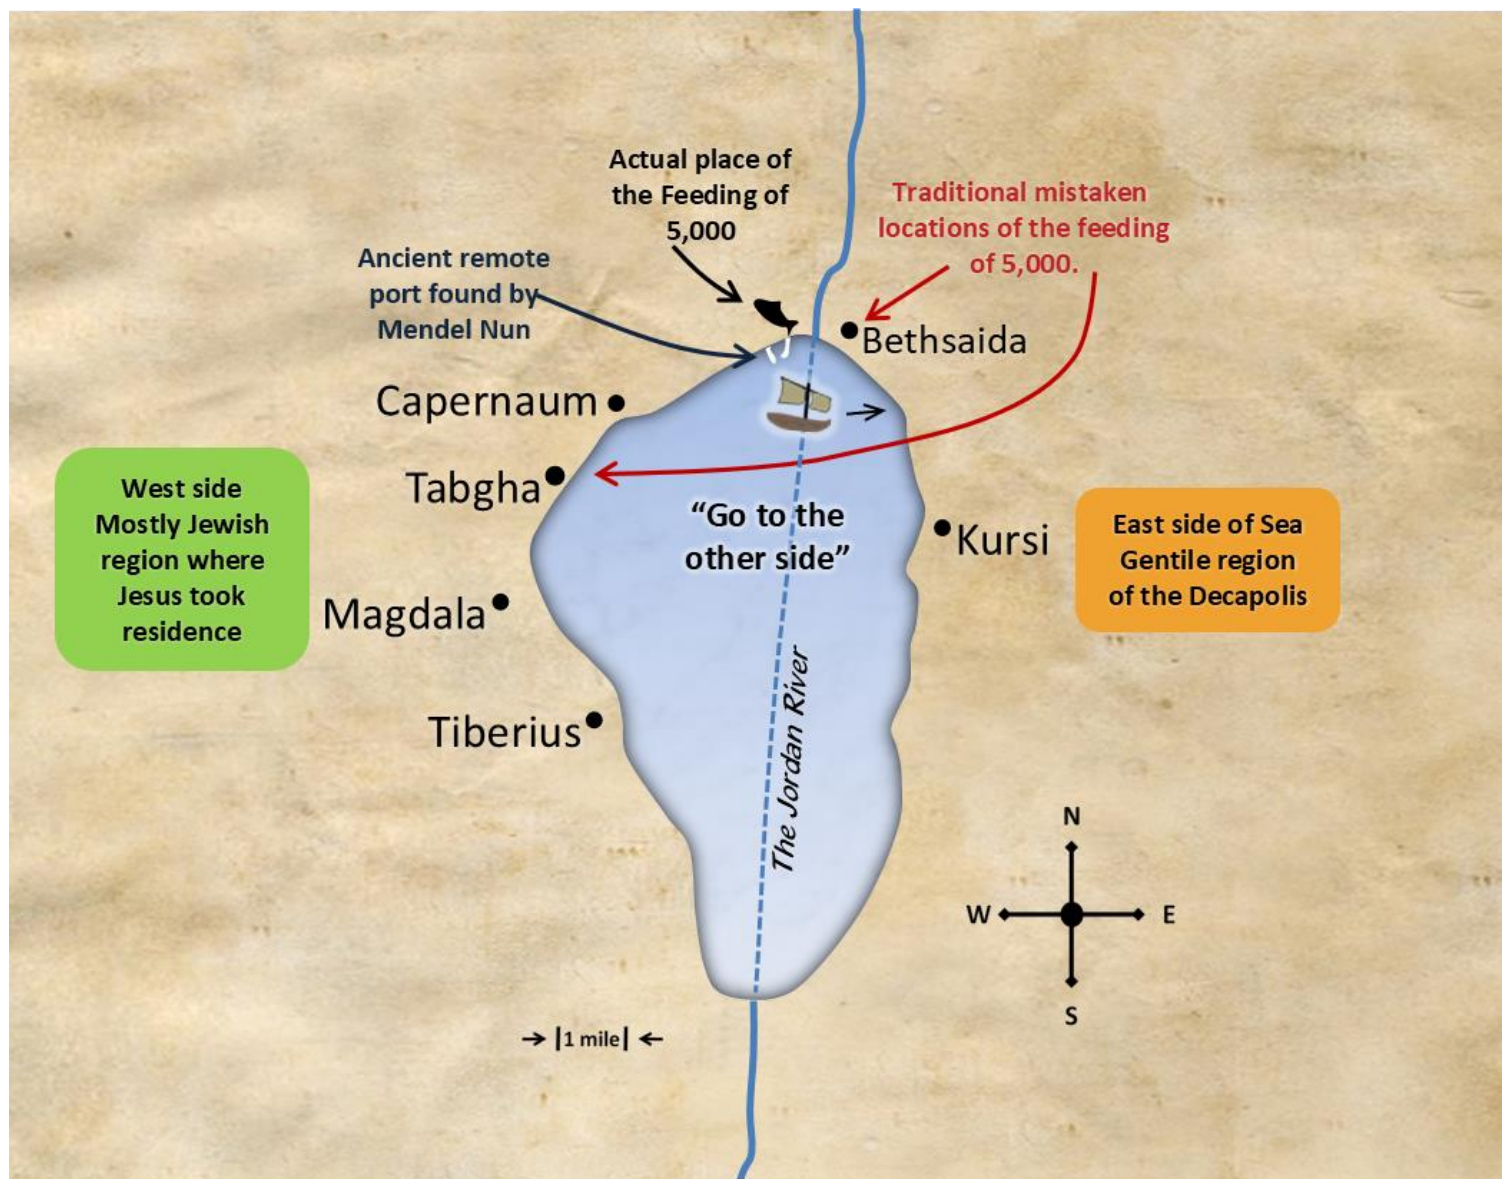 Actual place of
the Feeding of
5,000
Traditional mistaken
locations of the feeding
of 5,000.
Ancient remote
port found by
Mendel Nun
Bethsaida
Capernaum
Tabgha
West side
Mostly Jewish
region where
Jesus took
residence
“Go to the
other side”
Kursi
East side of Sea
Gentile region
of the Decapolis
Magdala
Tiberius
The Jordan River
N
W
E
S
1 mile